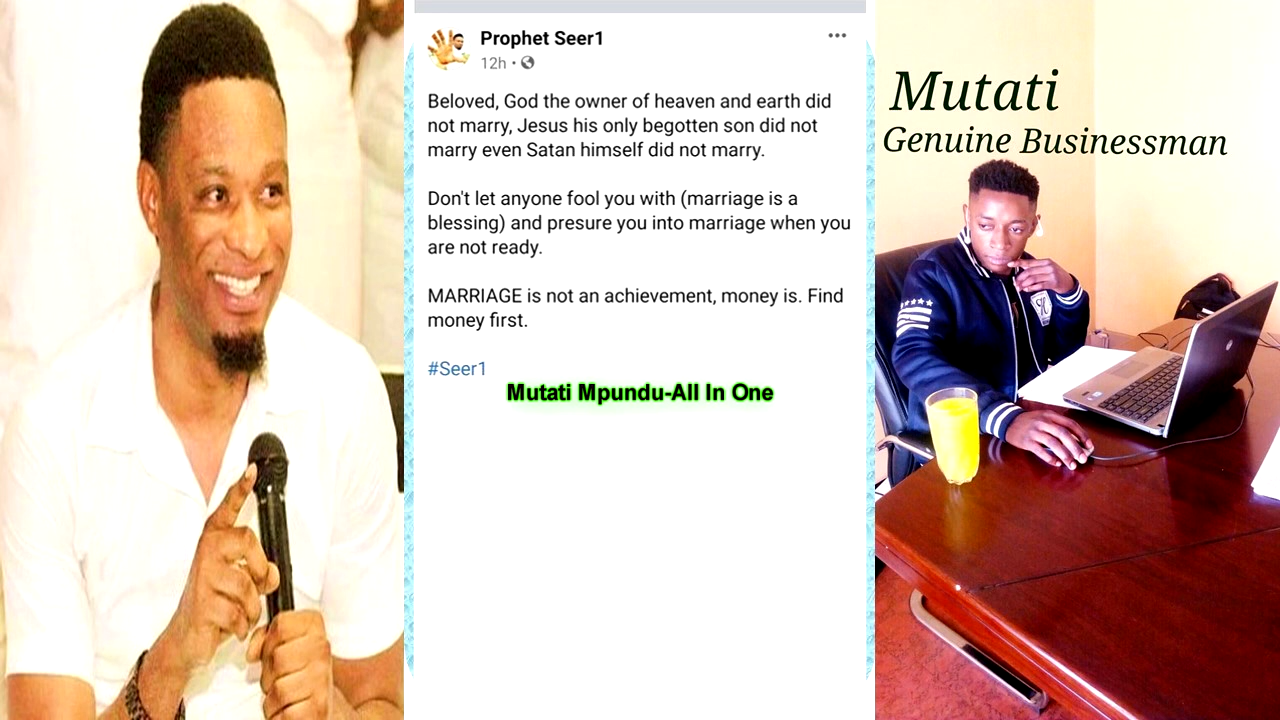 Prophet Seer1
12h •
Beloved, God the owner of heaven and earth did
not marry, Jesus his only begotten son did not
marry even Satan himself did not marry.
Don't let anyone fool you with (marriage is a
blessing) and presure you into marriage when you
are not ready.
MARRIAGE is not an achievement, money is. Find
money first.
#Seer1
Mutati Mpundu-All In One
Mutati
Genuine Businessman